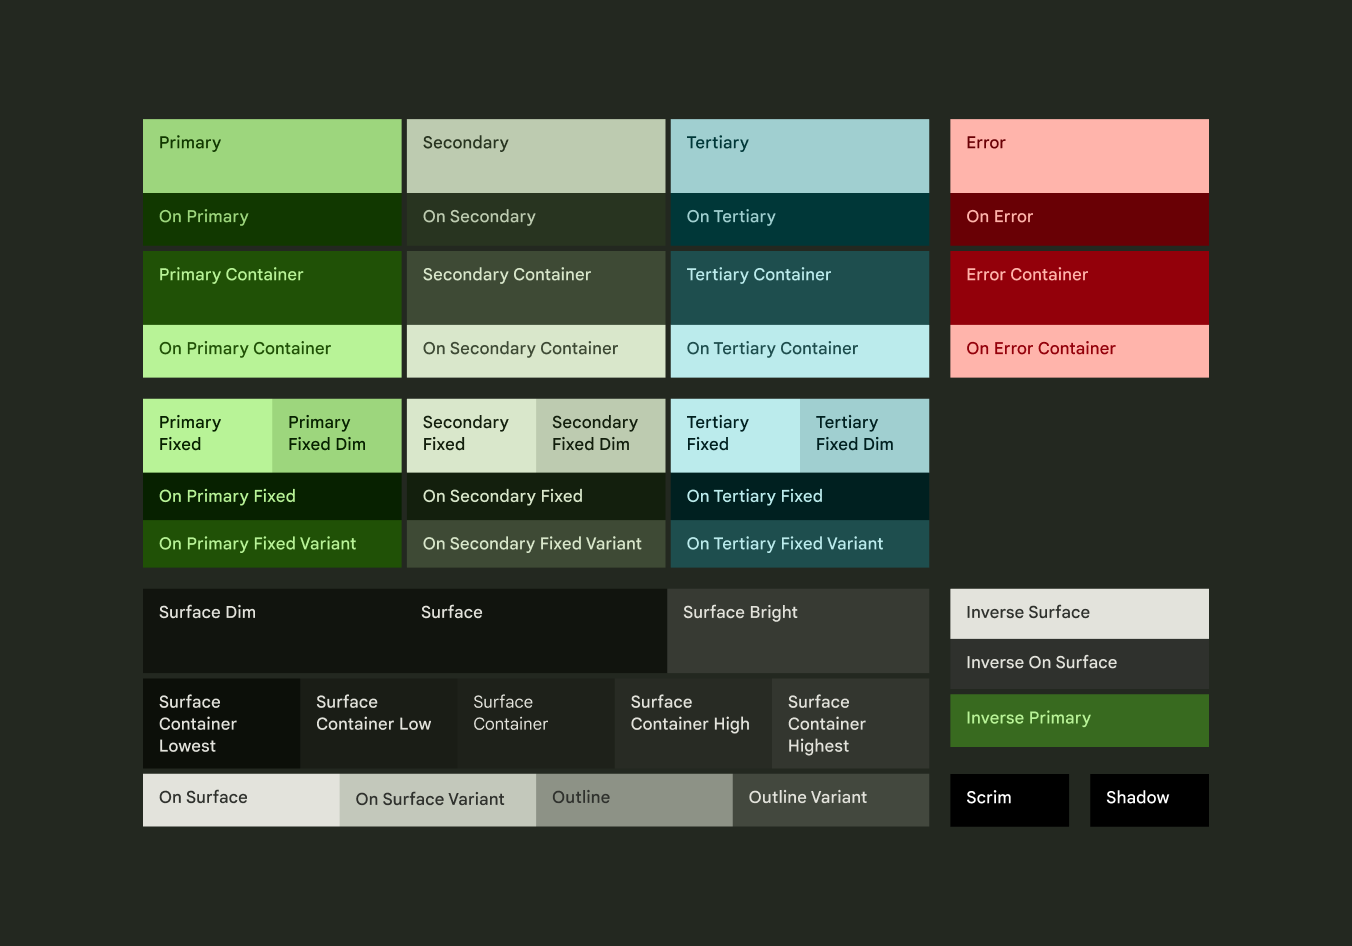 Primary
Secondary
Tertiary
Error
On Primary
On Secondary
On Tertiary
On Error
Primary Container
Secondary Container
Tertiary Container
Error Container
On Primary Container
On Secondary Container
On Tertiary Container
On Error Container
Primary
Fixed
Primary
Fixed Dim
Secondary
Fixed
Secondary
Fixed Dim
Tertiary
Fixed
Tertiary
Fixed Dim
On Primary Fixed
On Secondary Fixed
On Tertiary Fixed
On Primary Fixed Variant
On Secondary Fixed Variant
On Tertiary Fixed Variant
Surface Dim
Surface
Surface Bright
Inverse Surface
Inverse On Surface
Surface
Container
Lowest
Surface
Container Low
Surface
Container
Surface
Container High
Surface
Container
Highest
Inverse Primary
On Surface
On Surface Variant
Outline
Outline Variant
Scrim
Shadow